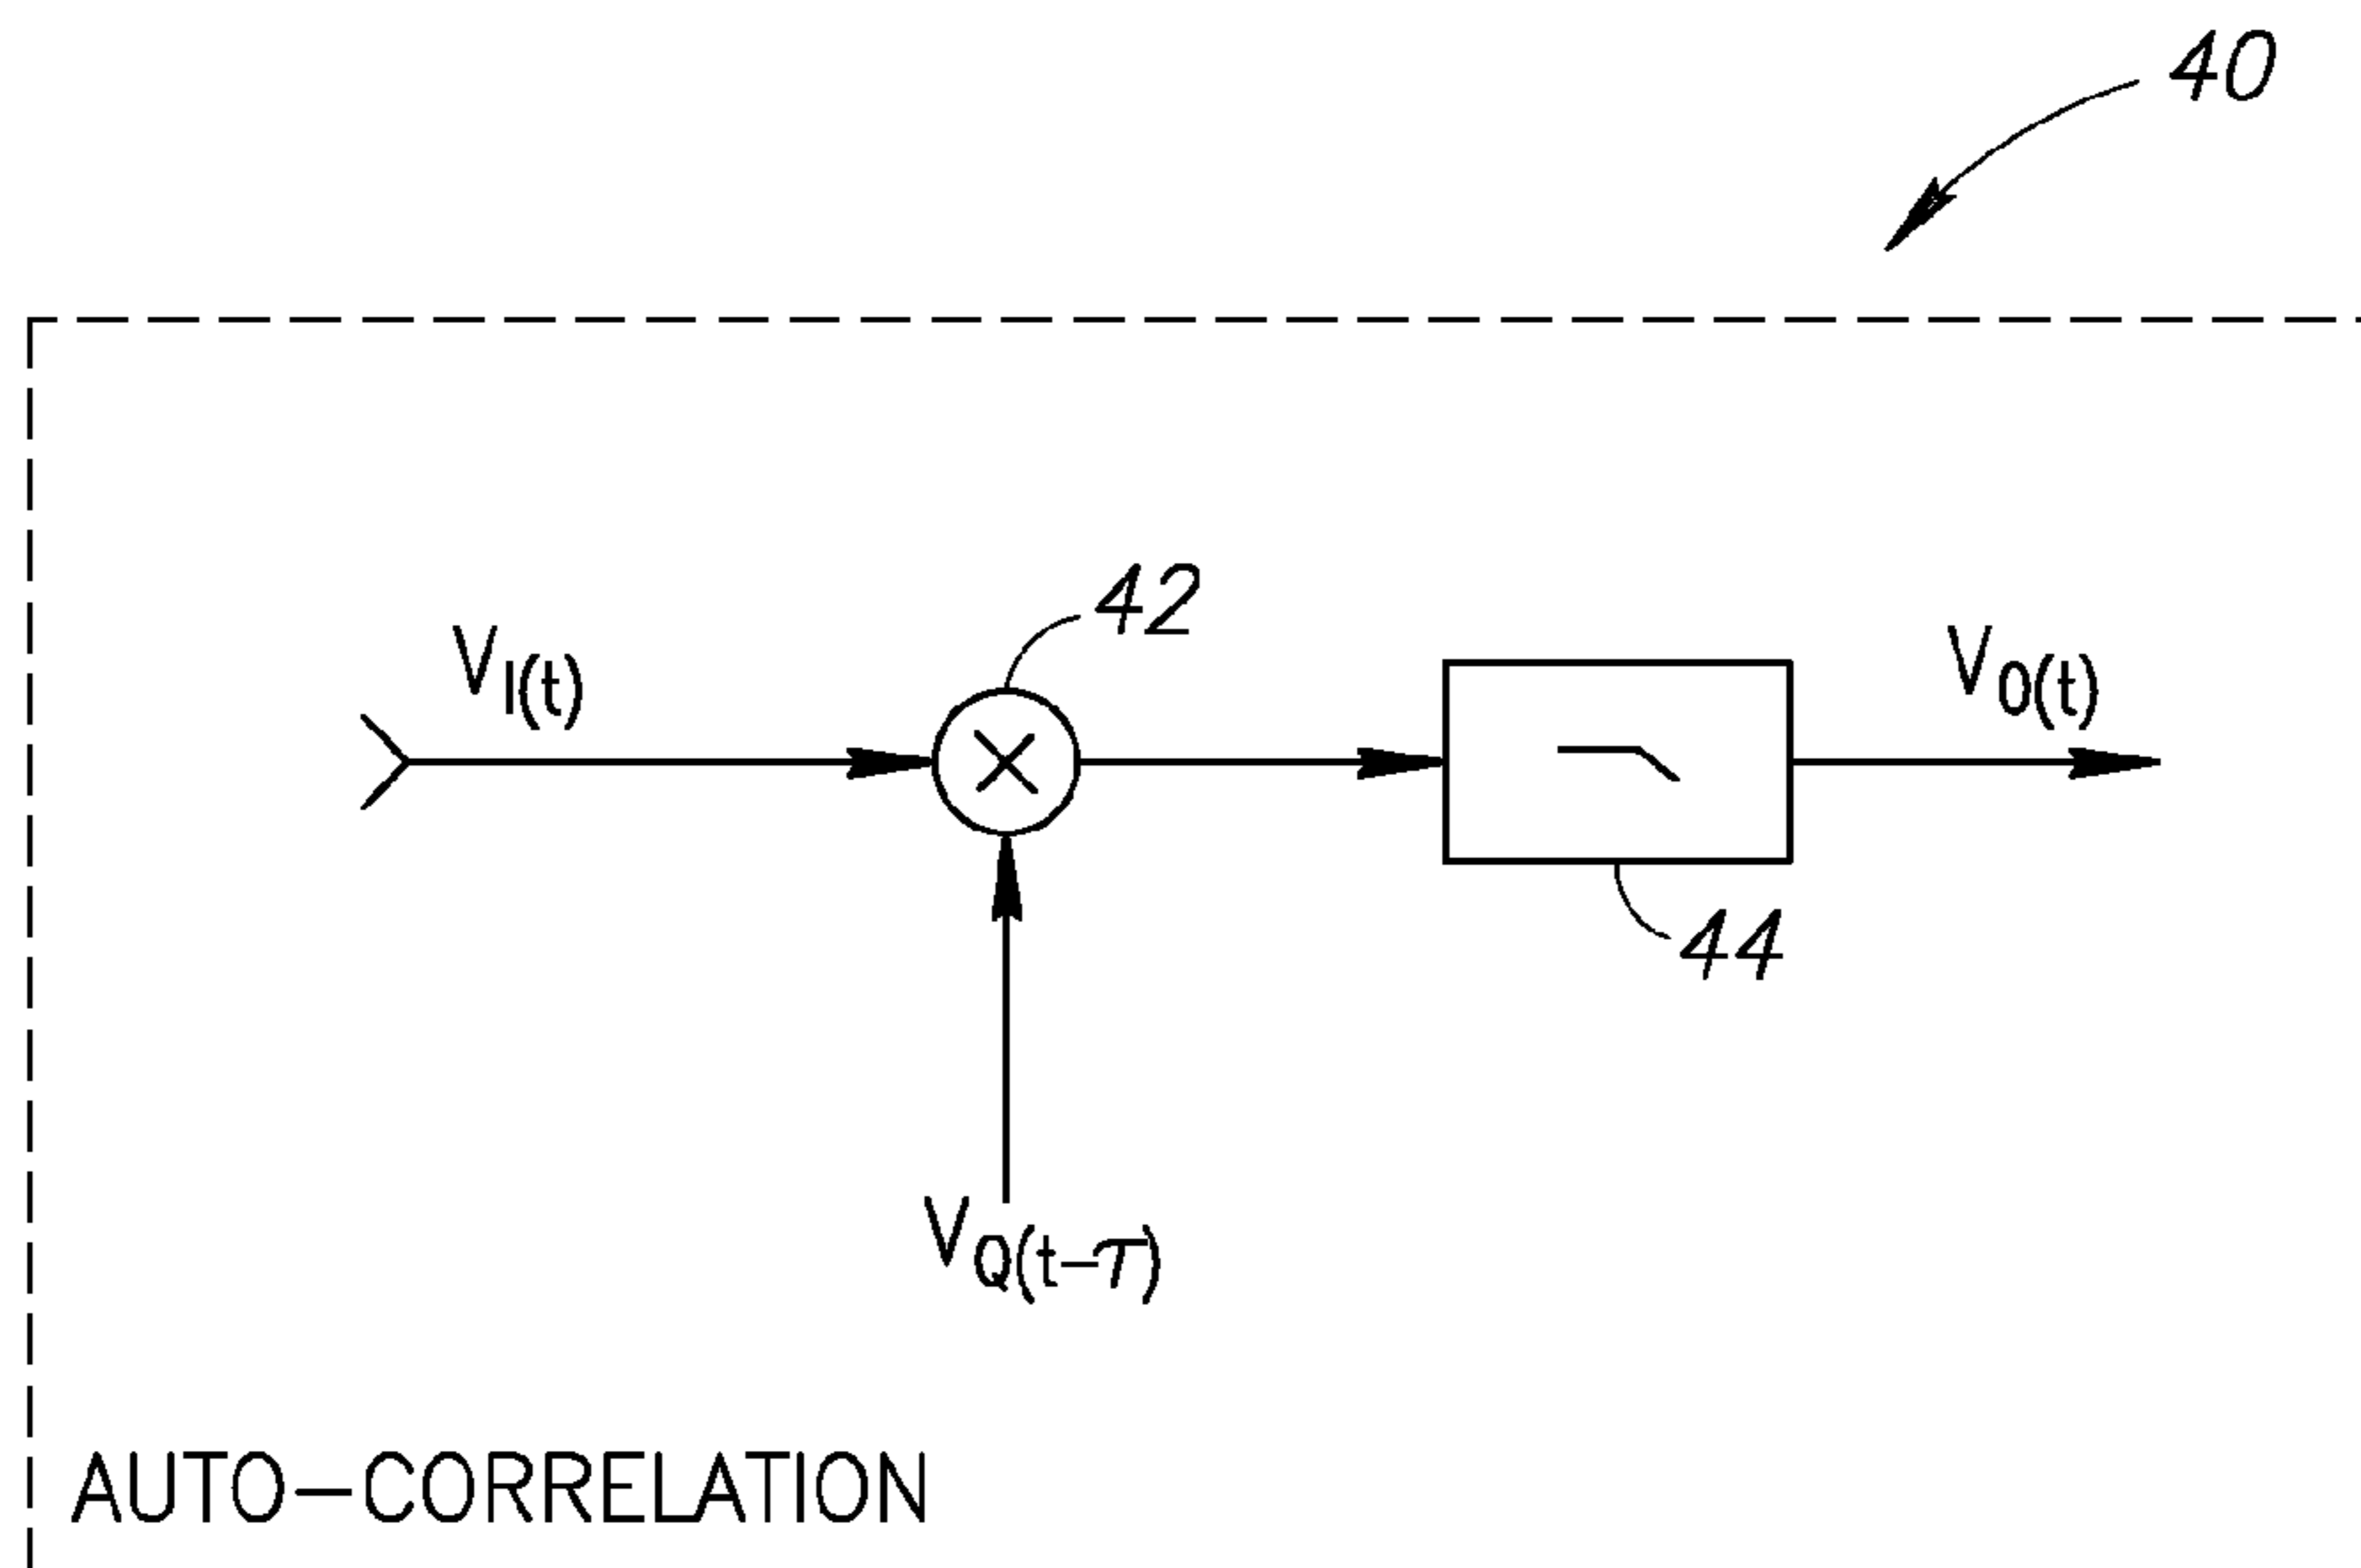 40
42
V_I(t)
V_O(t)
44
V_Q(t-τ)
AUTO-CORRELATION